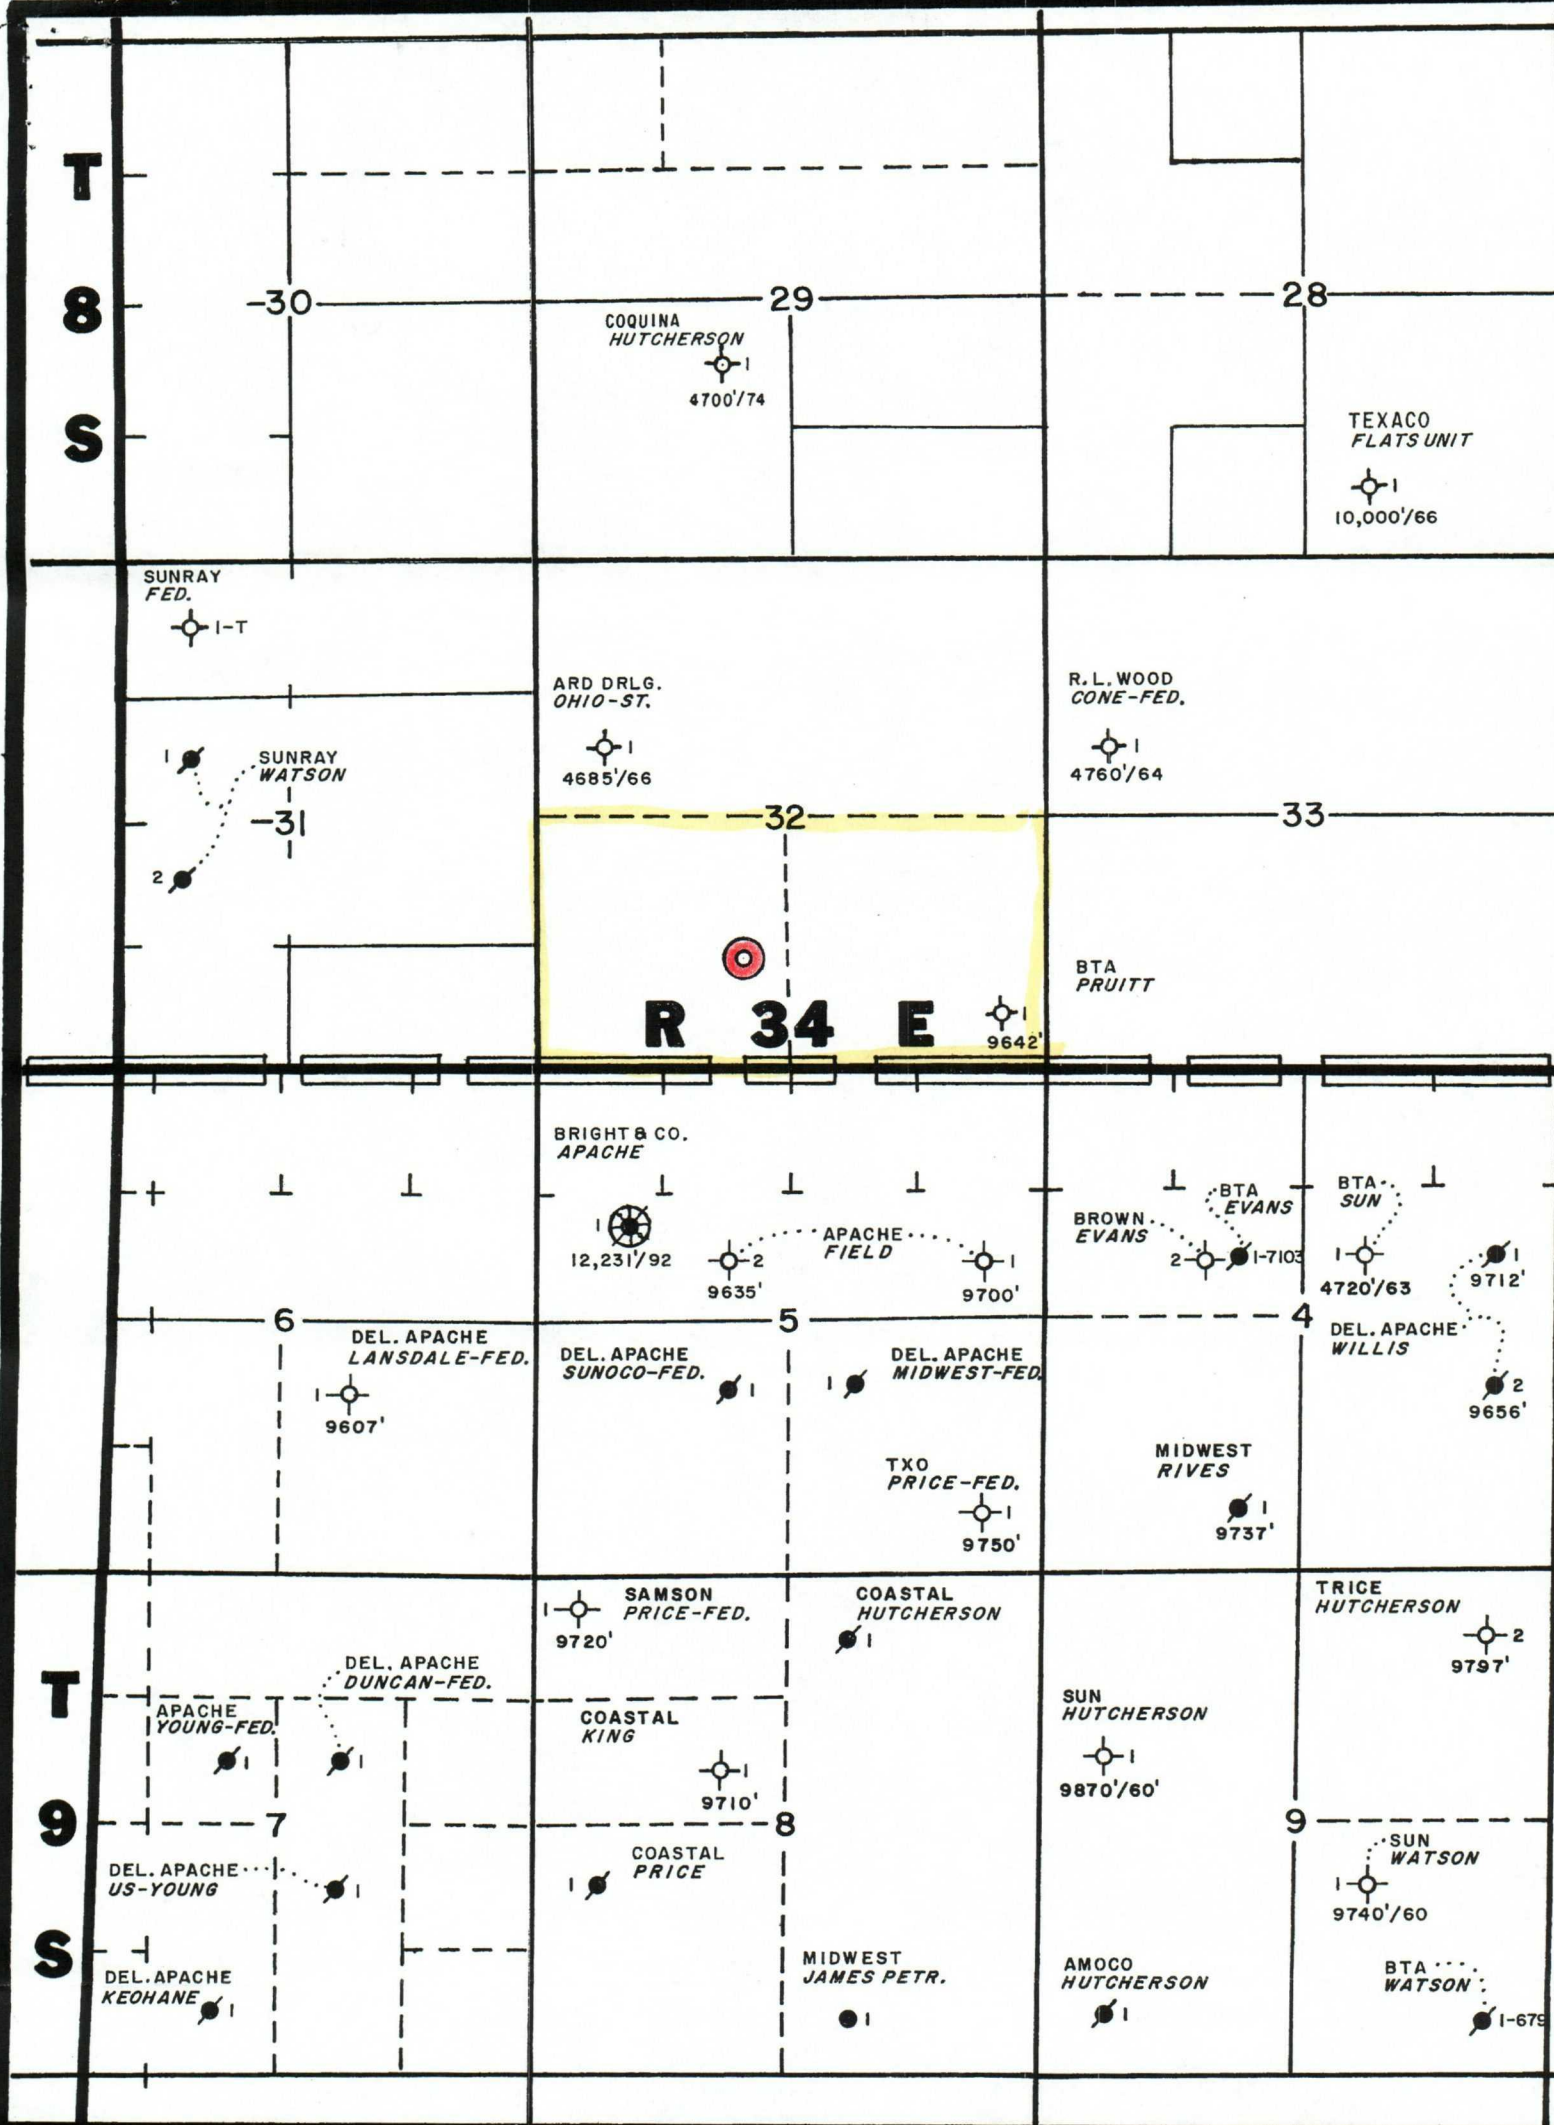 T
8
S
-30
29
28
COQUINA
HUTCHERSON
1
4700'/74
TEXACO
FLATS UNIT
1
10,000'/66
SUNRAY
FED.
1-T
ARD DRLG.
OHIO-ST.
1
4685'/66
R.L. WOOD
CONE-FED.
1
4760'/64
1
SUNRAY
WATSON
2
-31
32
33
BTA
PRUITT
1
9642'
R 34 E
BRIGHT & CO.
APACHE
1
12,231'/92
2
9635'
APACHE
FIELD
1
9700'
BROWN
EVANS
2
BTA
EVANS
1-7103
BTA
SUN
1
4720'/63
1
9712'
6
5
4
DEL. APACHE
LANSDALE-FED.
1
9607'
DEL. APACHE
SUNOCO-FED.
1
DEL. APACHE
MIDWEST-FED.
1
DEL. APACHE
WILLIS
2
9656'
TXO
PRICE-FED.
1
9750'
MIDWEST
RIVES
1
9737'
T
9
S
SAMSON
PRICE-FED.
1
9720'
COASTAL
HUTCHERSON
1
TRICE
HUTCHERSON
2
9797'
DEL. APACHE
DUNCAN-FED.
1
APACHE
YOUNG-FED.
1
COASTAL
KING
1
9710'
SUN
HUTCHERSON
1
9870'/60'
7
8
9
DEL. APACHE
US-YOUNG
1
COASTAL
PRICE
1
SUN
WATSON
1
9740'/60
DEL. APACHE
KEOHANE
1
MIDWEST
JAMES PETR.
1
AMOCO
HUTCHERSON
1
BTA
WATSON
1-679